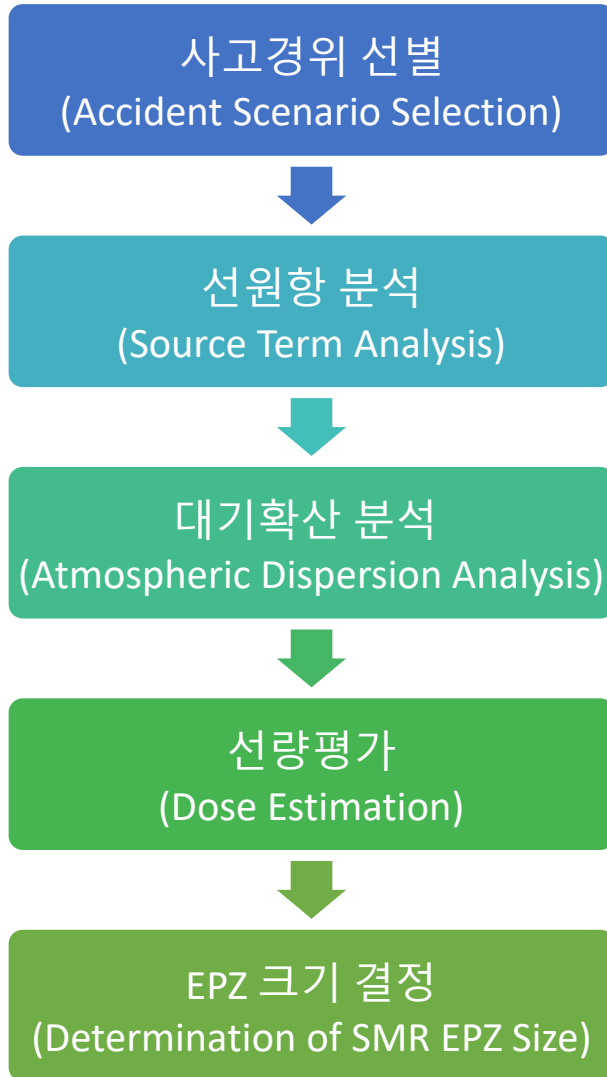 사고경위 선별
(Accident Scenario Selection)
선원항 분석
(Source Term Analysis)
대기확산 분석
(Atmospheric Dispersion Analysis)
선량평가
(Dose Estimation)
EPZ 크기 결정
(Determination of SMR EPZ Size)